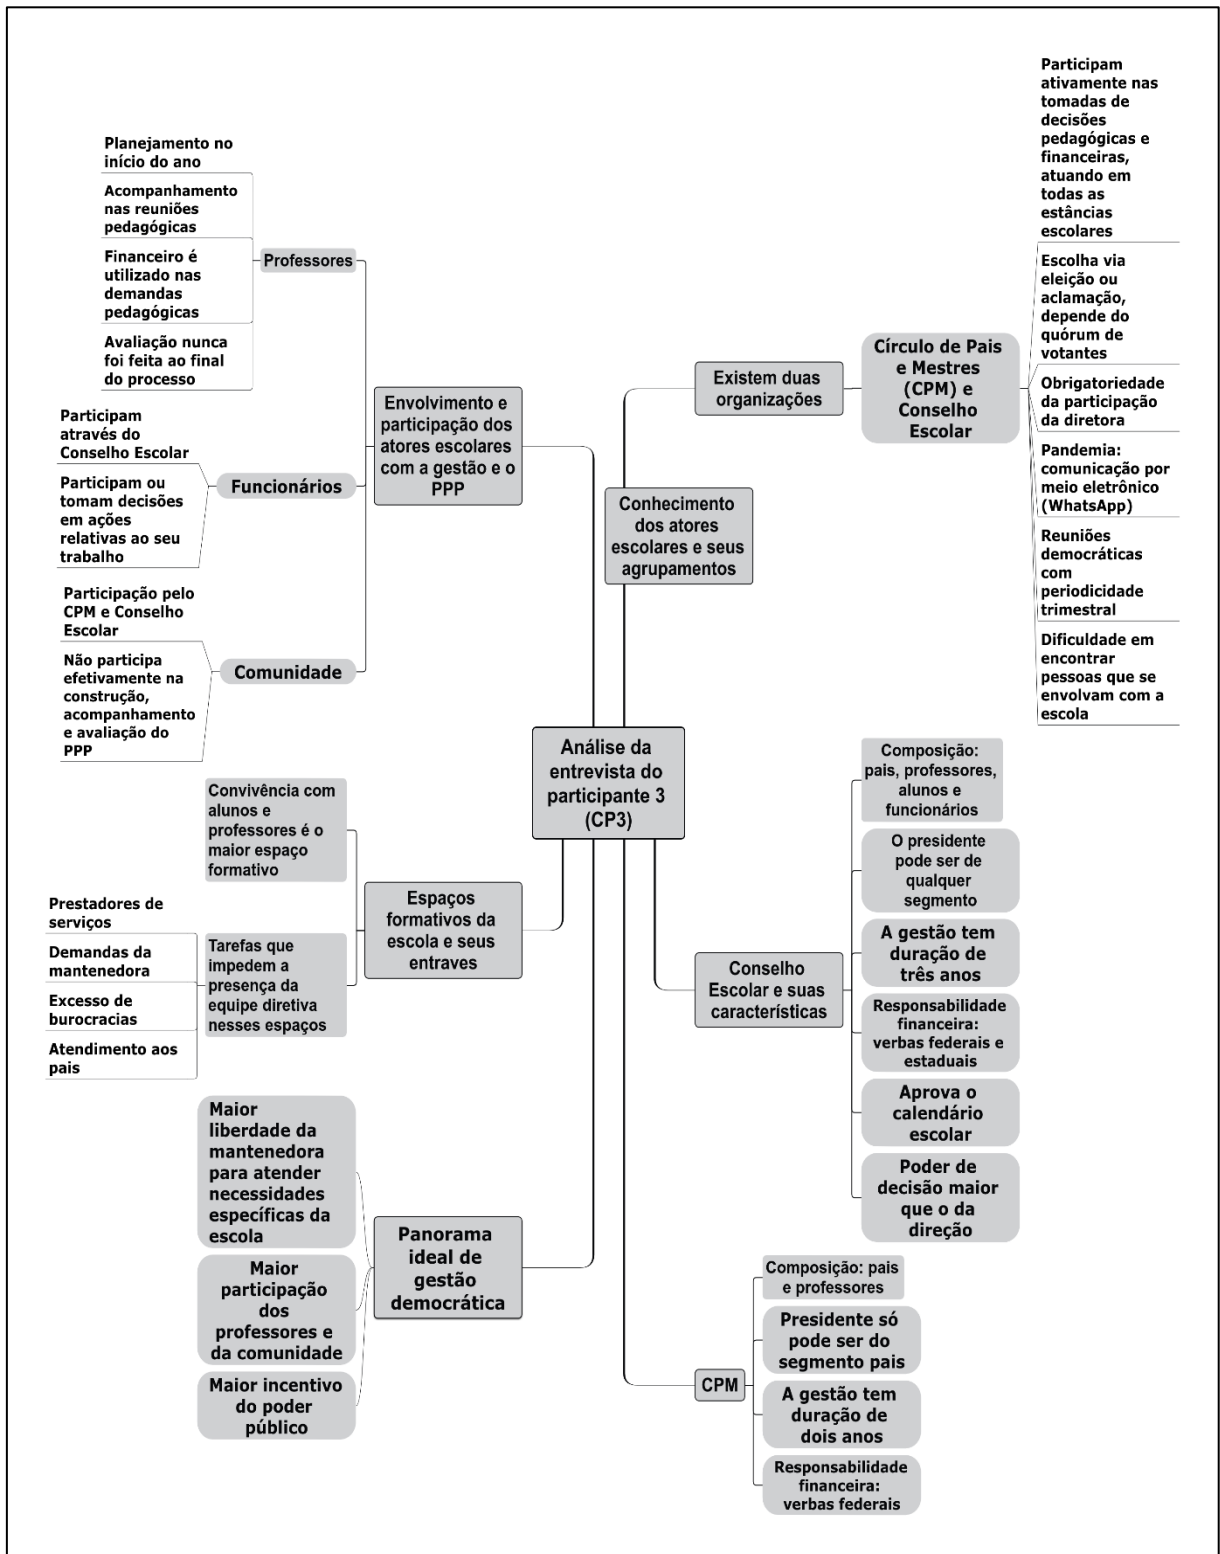 Análise da
entrevista do
participante 3
(CP3)
Envolvimento e
participação dos
atores escolares
com a gestão e o
PPP
Professores
Planejamento no
início do ano
Acompanhamento
nas reuniões
pedagógicas
Financeiro é
utilizado nas
demandas
pedagógicas
Avaliação nunca
foi feita ao final
do processo
Funcionários
Participam
através do
Conselho Escolar
Participam ou
tomam decisões
em ações
relativas ao seu
trabalho
Comunidade
Participação pelo
CPM e Conselho
Escolar
Não participa
efetivamente na
construção,
acompanhamento
e avaliação do
PPP
Espaços
formativos da
escola e seus
entraves
Convivência com
alunos e
professores é o
maior espaço
formativo
Tarefas que
impedem a
presença da
equipe diretiva
nesses espaços
Prestadores de
serviços
Demandas da
mantenedora
Excesso de
burocracias
Atendimento aos
pais
Panorama
ideal de
gestão
democrática
Maior
liberdade da
mantenedora
para atender
necessidades
específicas da
escola
Maior
participação
dos
professores e
da comunidade
Maior incentivo
do poder
público
Conhecimento
dos atores
escolares e seus
agrupamentos
Existem duas
organizações
Círculo de Pais
e Mestres
(CPM) e
Conselho
Escolar
Participam
ativamente nas
tomadas de
decisões
pedagógicas e
financeiras,
atuando em
todas as
estâncias
escolares
Escolha via
eleição ou
aclamação,
depende do
quórum de
votantes
Obrigatoriedade
da participação
da diretora
Pandemia:
comunicação por
meio eletrônico
(WhatsApp)
Reuniões
democráticas
com
periodicidade
trimestral
Dificuldade em
encontrar
pessoas que se
envolvam com a
escola
Conselho
Escolar e suas
características
Composição:
pais, professores,
alunos e
funcionários
O presidente
pode ser de
qualquer
segmento
A gestão tem
duração de
três anos
Responsabilidade
financeira:
verbas federais e
estaduais
Aprova o
calendário
escolar
Poder de
decisão maior
que o da
direção
CPM
Composição: pais
e professores
Presidente só
pode ser do
segmento pais
A gestão tem
duração de
dois anos
Responsabilidade
financeira:
verbas federais